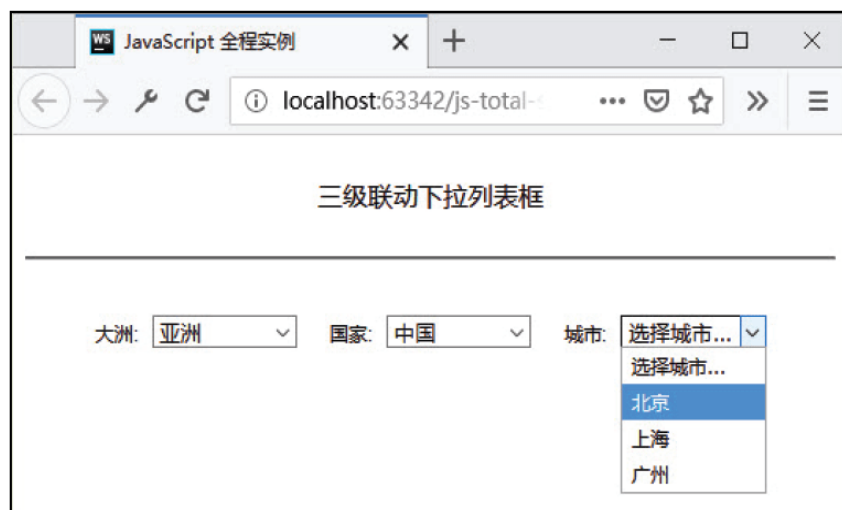 WS JavaScript 全程实例
localhost:63342/js-total-
三级联动下拉列表框
大洲: 亚洲 国家: 中国 城市: 选择城市...
选择城市...
北京
上海
广州